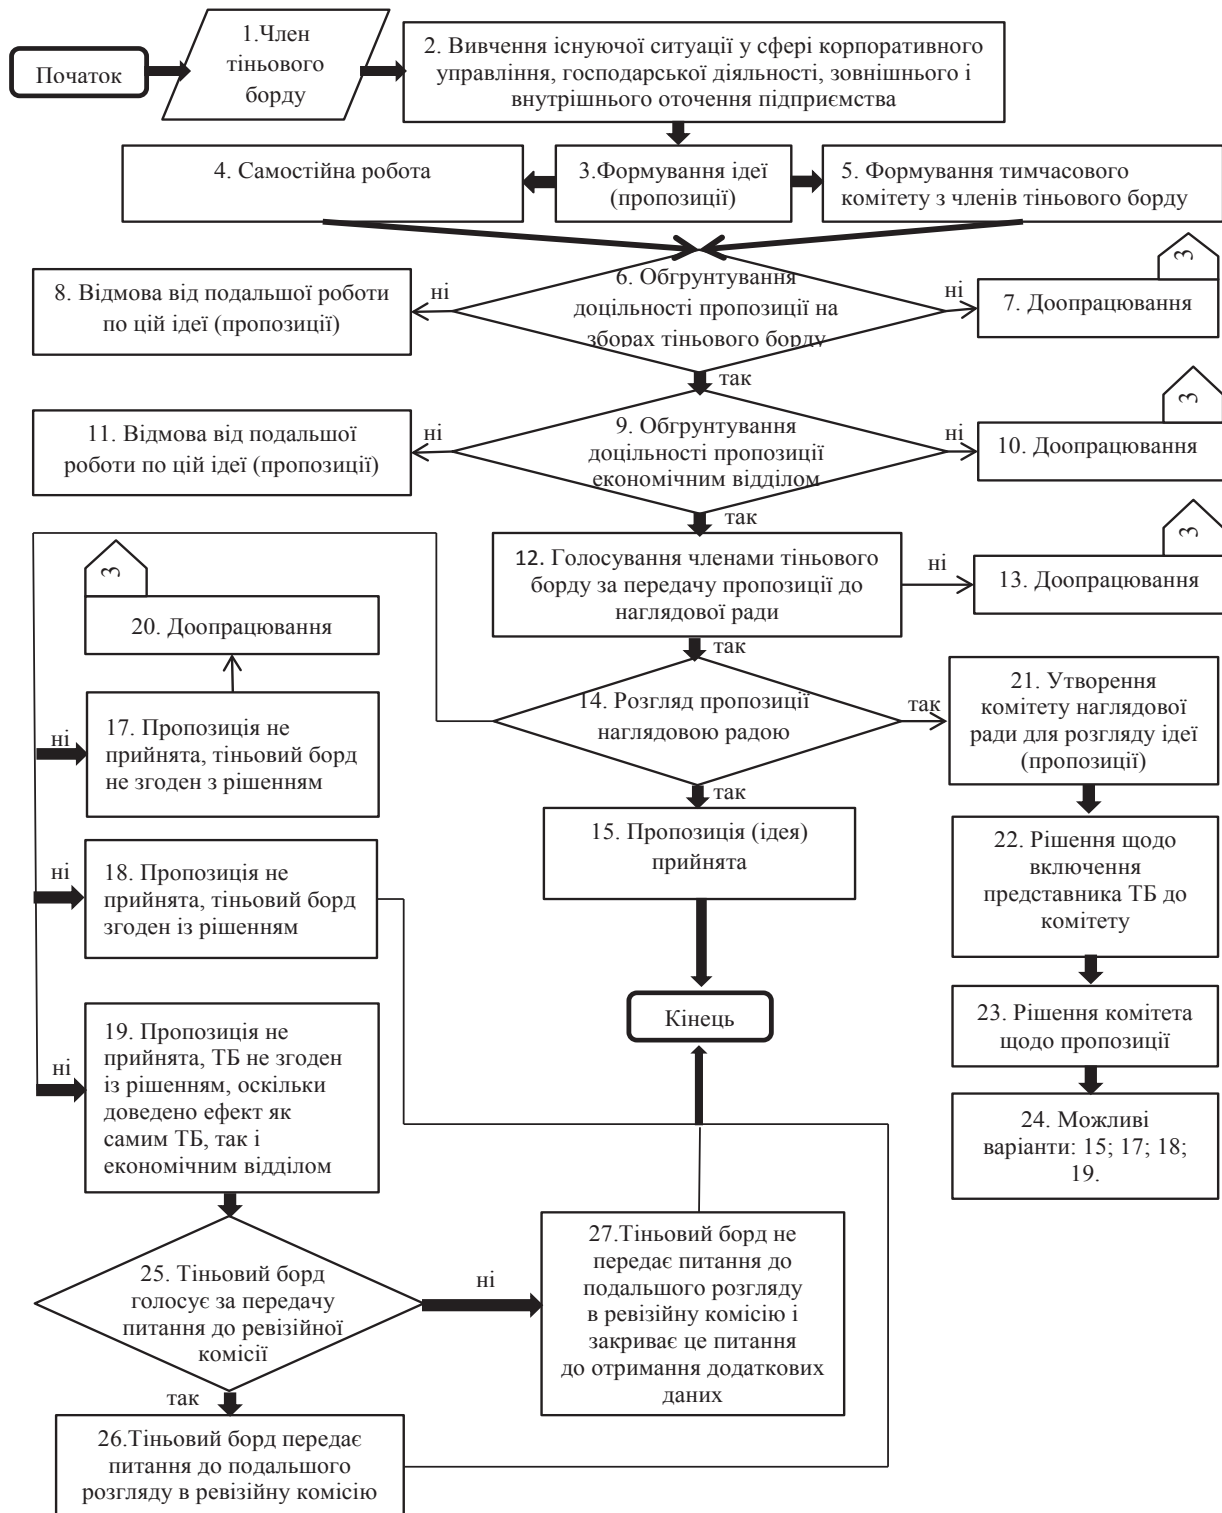 Початок
1.Член
тіньового
борду
2. Вивчення існуючої ситуації у сфері корпоративного
управління, господарської діяльності, зовнішнього і
внутрішнього оточення підприємства
4. Самостійна робота
3.Формування ідеї
(пропозиції)
5. Формування тимчасового
комітету з членів тіньового борду
6. Обгрунтування
доцільності пропозиції на
зборах тіньового борду
ні
8. Відмова від подальшої роботи
по цій ідеї (пропозиції)
ні
3
7. Доопрацювання
так
9. Обгрунтування
доцільності пропозиції
економічним відділом
ні
11. Відмова від подальшої
роботи по цій ідеї (пропозиції)
ні
3
10. Доопрацювання
так
12. Голосування членами тіньового
борду за передачу пропозиції до
наглядової ради
ні
3
13. Доопрацювання
так
14. Розгляд пропозиції
наглядовою радою
3
20. Доопрацювання
ні
17. Пропозиція не
прийнята, тіньовий борд
не згоден з рішенням
так
21. Утворення
комітету наглядової
ради для розгляду ідеї
(пропозиції)
так
15. Пропозиція (ідея)
прийнята
ні
18. Пропозиція не
прийнята, тіньовий борд
згоден із рішенням
22. Рішення щодо
включення
представника ТБ до
комітету
Кінець
23. Рішення комітета
щодо пропозиції
ні
19. Пропозиція не
прийнята, ТБ не згоден
із рішенням, оскільки
доведено ефект як
самим ТБ, так і
економічним відділом
24. Можливі
варіанти: 15; 17; 18;
19.
25. Тіньовий борд
голосує за передачу
питання до ревізійної
комісії
ні
27.Тіньовий борд не
передає питання до
подальшого розгляду
в ревізійну комісію і
закриває це питання
до отримання додаткових
даних
так
26.Тіньовий борд передає
питання до подальшого
розгляду в ревізійну комісію